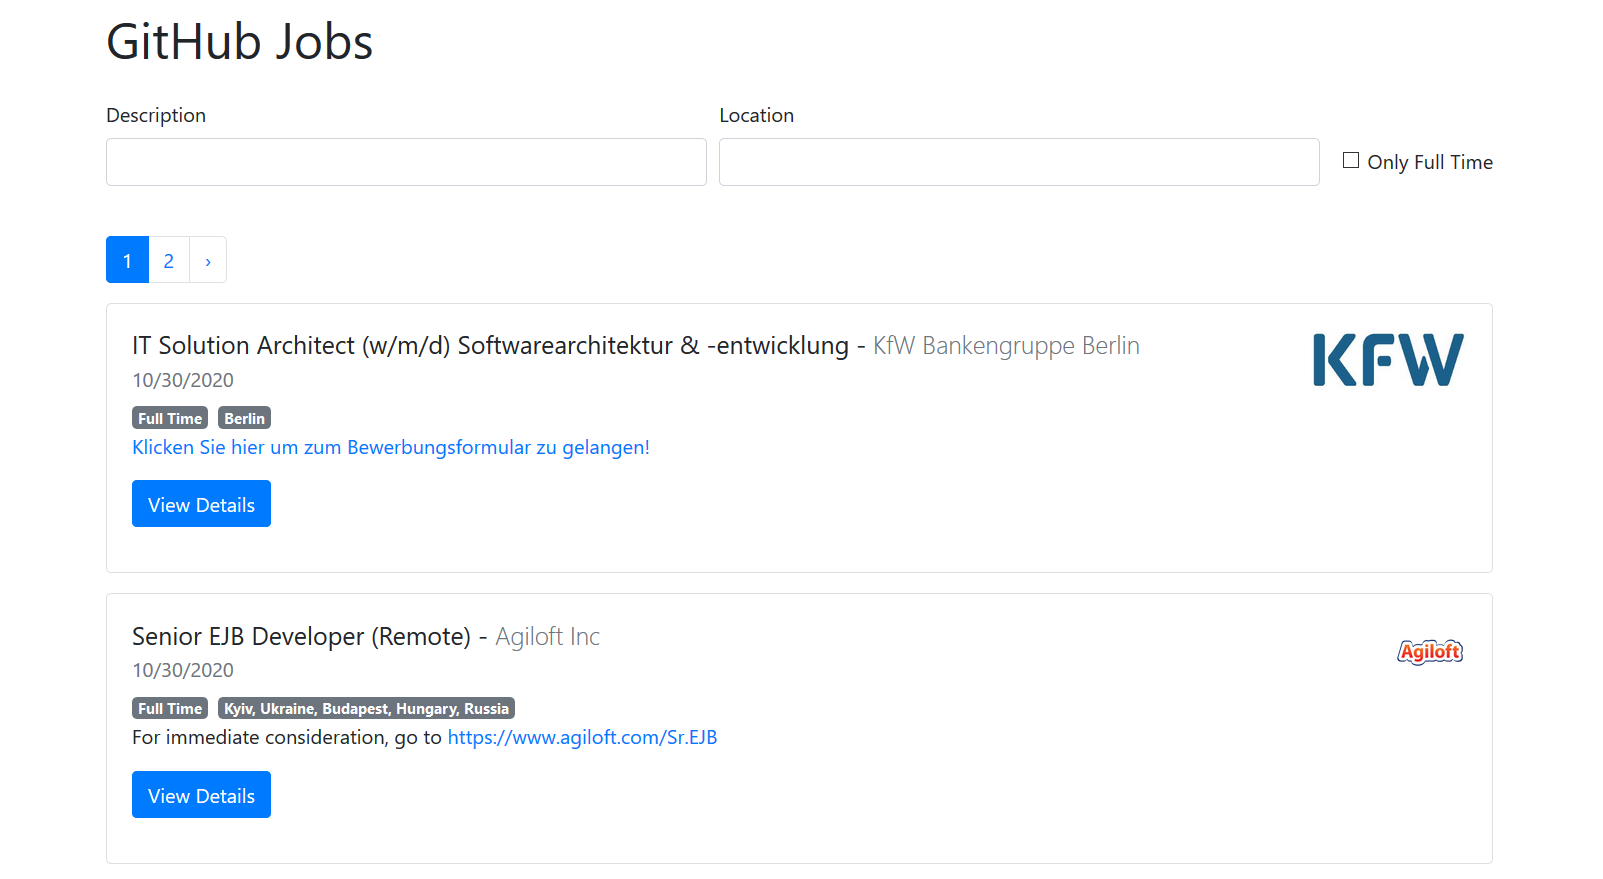 GitHub Jobs
Description
Location
Only Full Time
1 2 ›
IT Solution Architect (w/m/d) Softwarearchitektur & -entwicklung - KfW Bankengruppe Berlin
KFW
10/30/2020
Full Time Berlin
Klicken Sie hier um zum Bewerbungsformular zu gelangen!
View Details
Senior EJB Developer (Remote) - Agiloft Inc
Agiloft
10/30/2020
Full Time Kyiv, Ukraine, Budapest, Hungary, Russia
For immediate consideration, go to https://www.agiloft.com/Sr.EJB
View Details